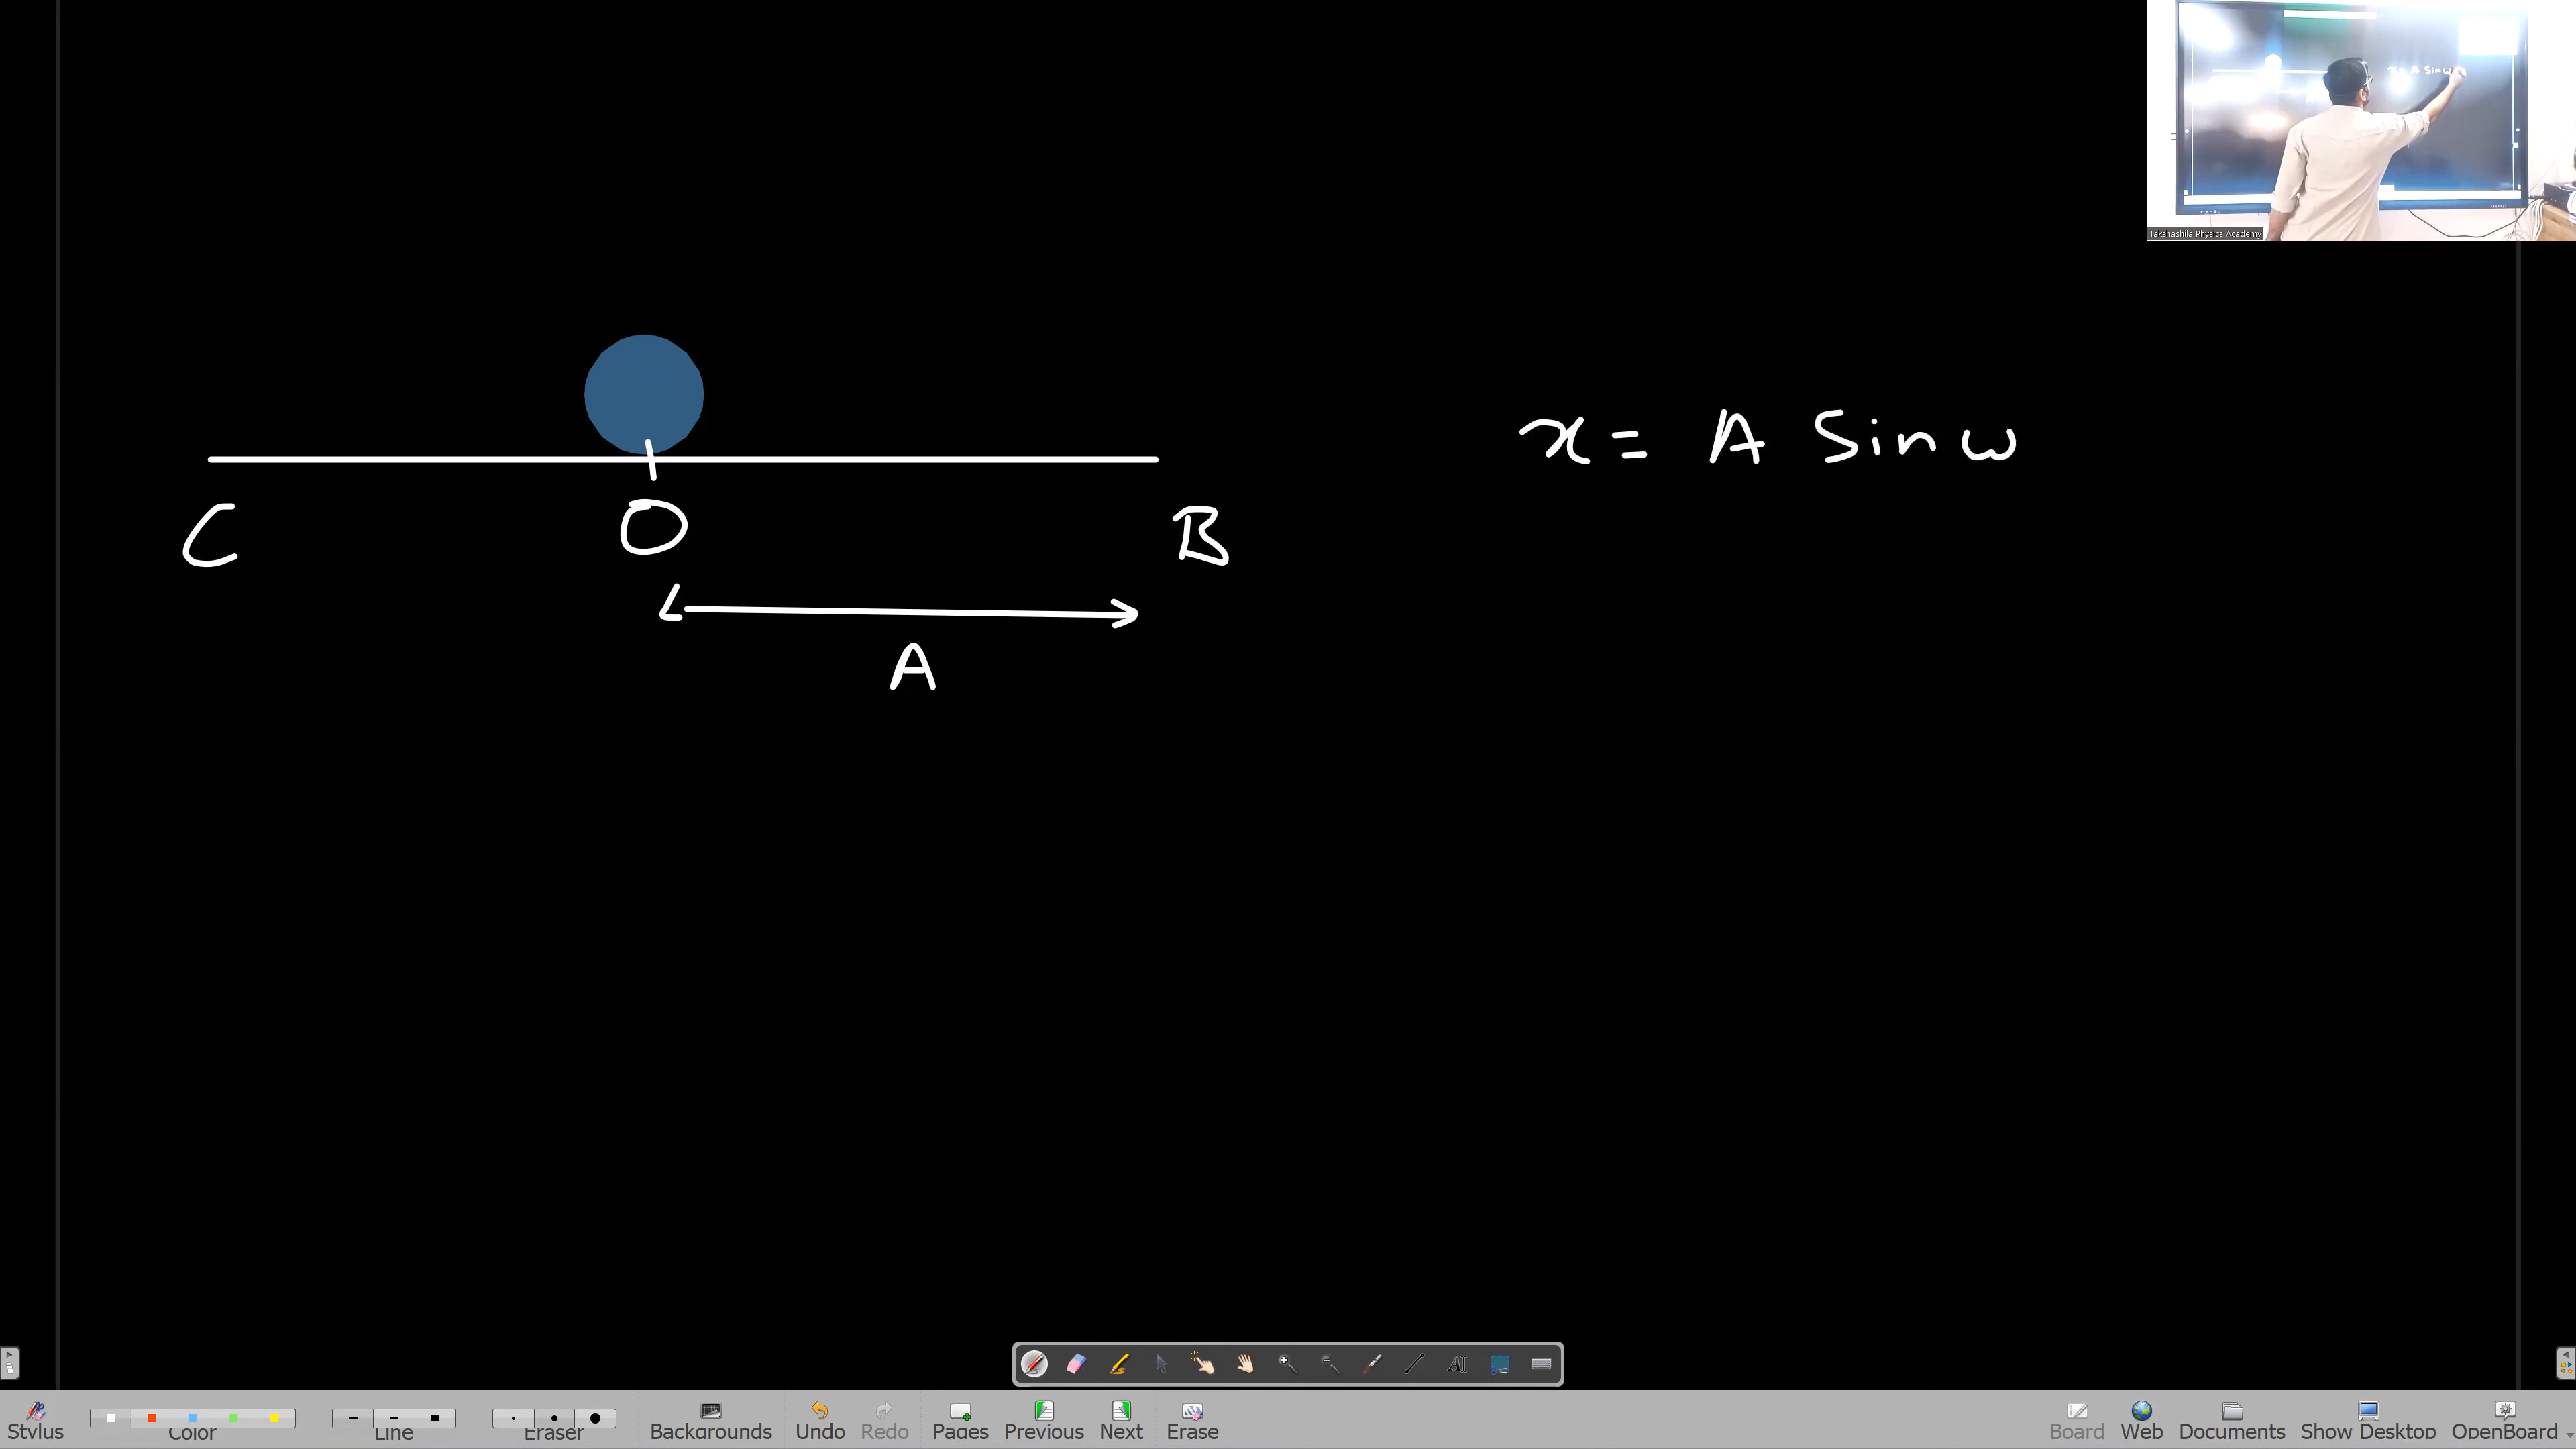 Takshashila Physics Academy
x = A Sin ω
C O B
A
Stylus Color Line Eraser Backgrounds Undo Redo Pages Previous Next Erase Board Web Documents Show Desktop OpenBoard